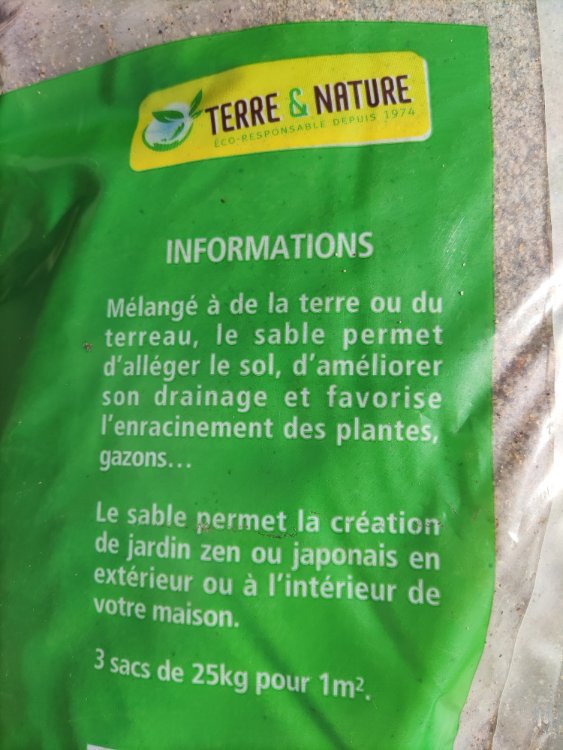 TERRE & NATURE
ÉCO-RESPONSABLE DEPUIS 1974
INFORMATIONS
Mélangé à de la terre ou du
terreau, le sable permet
d'alléger le sol, d'améliorer
son drainage et favorise
l'enracinement des plantes,
gazons...
Le sable permet la création
de jardin zen ou japonais en
extérieur ou à l'intérieur de
votre maison.
3 sacs de 25kg pour 1m².